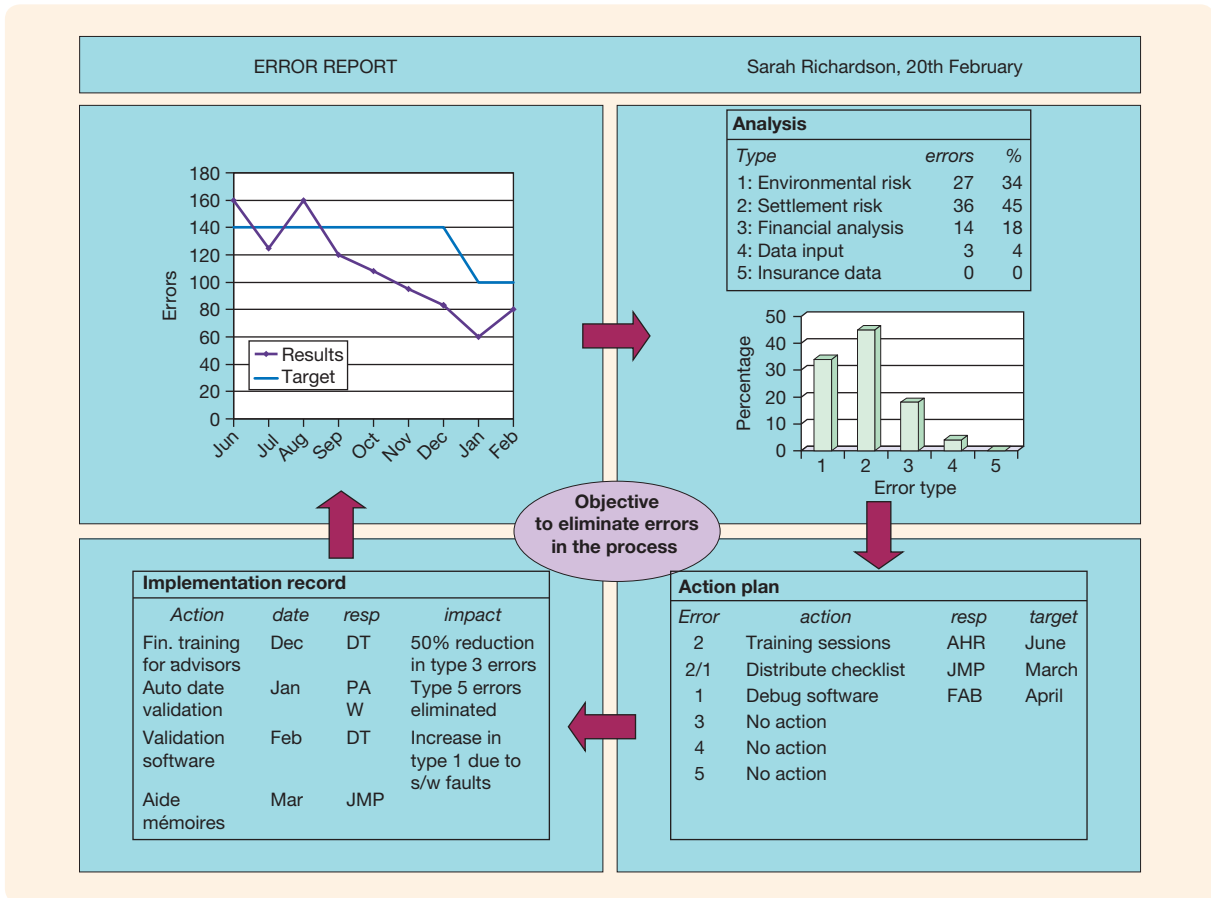 ERROR REPORT
Sarah Richardson, 20th February
180
160
140
120
100
80
60
40
20
0
Errors
Results
Target
Jun
Jul
Aug
Sep
Oct
Nov
Dec
Jan
Feb
Analysis
Type errors %
1: Environmental risk 27 34
2: Settlement risk 36 45
3: Financial analysis 14 18
4: Data input 3 4
5: Insurance data 0 0
50
40
30
20
10
0
Percentage
1 2 3 4 5
Error type
Objective
to eliminate errors
in the process
Implementation record
Action date resp impact
Fin. training Dec DT 50% reduction
for advisors in type 3 errors
Auto date Jan PA Type 5 errors
validation W eliminated
Validation Feb DT Increase in
software type 1 due to
s/w faults
Aide Mar JMP
mémoires
Action plan
Error action resp target
2 Training sessions AHR June
2/1 Distribute checklist JMP March
1 Debug software FAB April
3 No action
4 No action
5 No action